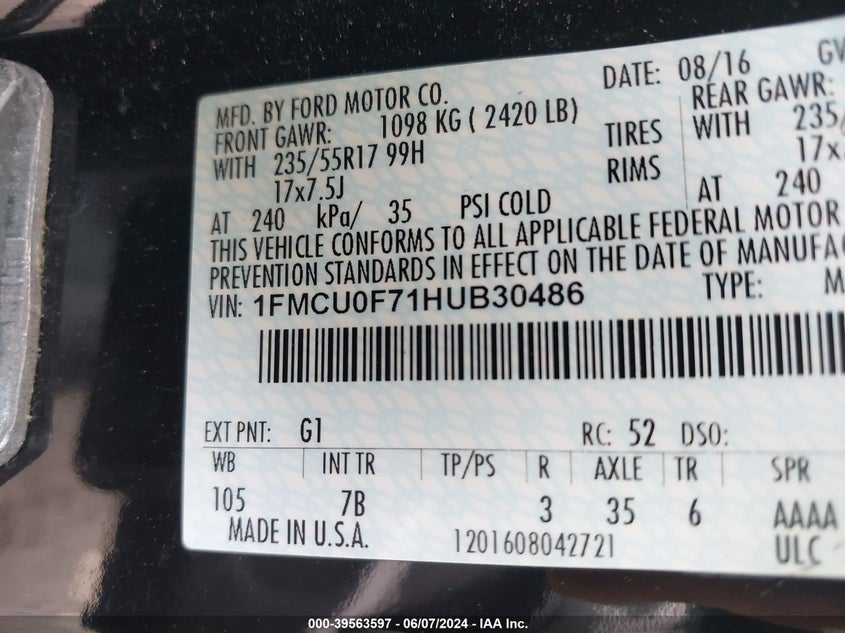 MFD. BY FORD MOTOR CO. DATE: 08/16 GV
FRONT GAWR: 1098 KG ( 2420 LB) REAR GAWR:
WITH 235/55R17 99H TIRES WITH 235/
17x7.5J RIMS 17x
AT 240 kPa/ 35 PSI COLD AT 240
THIS VEHICLE CONFORMS TO ALL APPLICABLE FEDERAL MOTOR
PREVENTION STANDARDS IN EFFECT ON THE DATE OF MANUFAC
VIN: 1FMCU0F71HUB30486 TYPE: M
EXT PNT: G1 RC: 52 DSO:
WB INT TR TP/PS R AXLE TR SPR
105 7B 3 35 6 AAAA
MADE IN U.S.A. 1201608042721 ULC
000-39563597 - 06/07/2024 - IAA Inc.